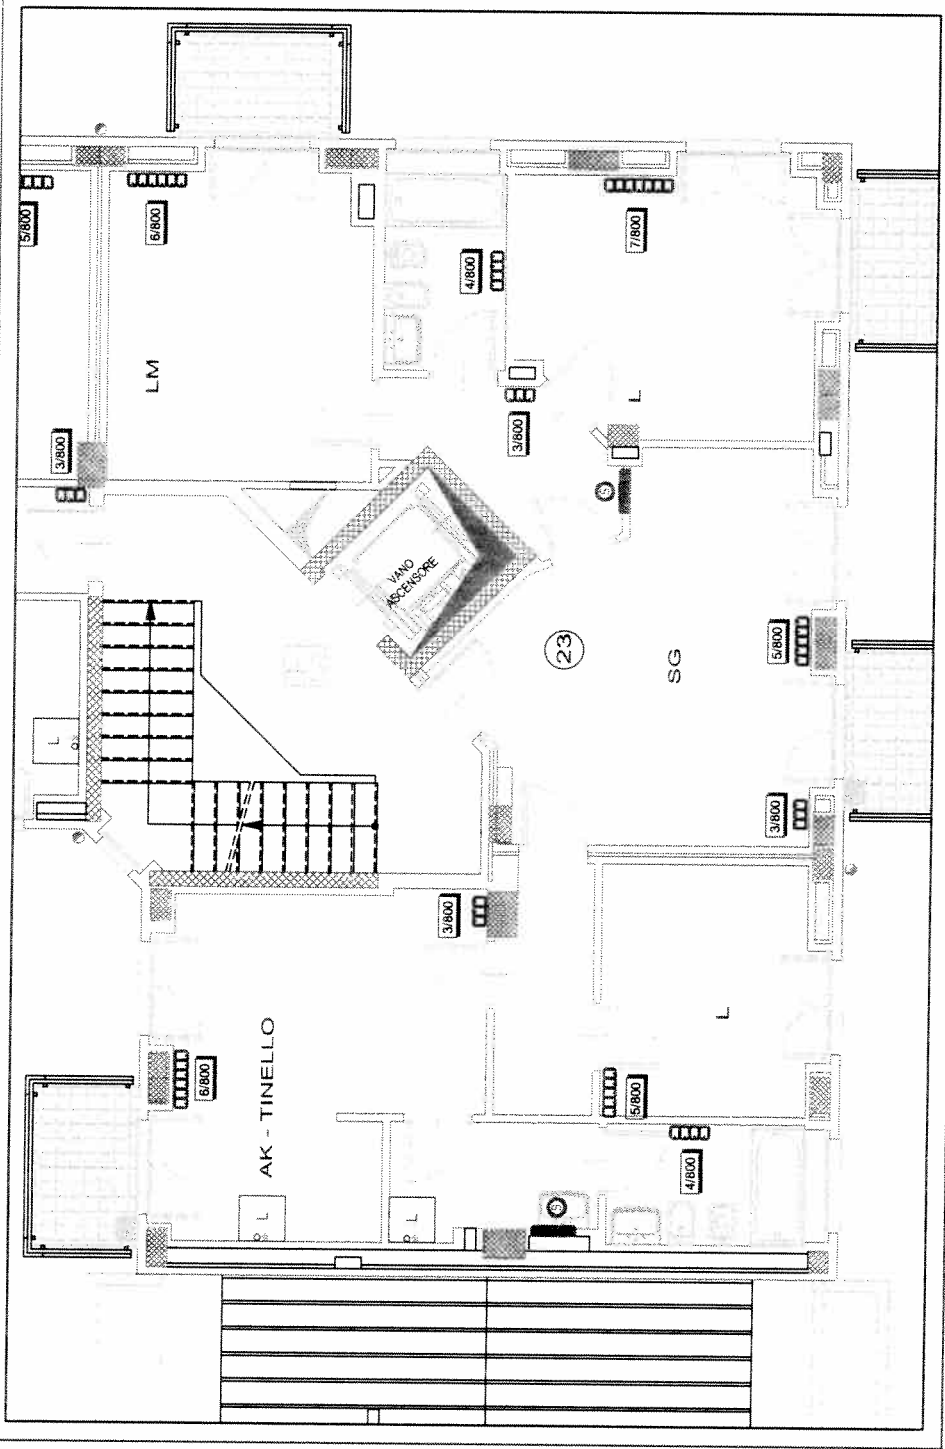 5/800
6/800
4/800
7/800
LM
3/800
3/800
L
S
VANO
ASCENSORE
23
SG
5/800
L
3/800
3/800
AK - TINELLO
6/800
L
5/800
4/800
L
L
S